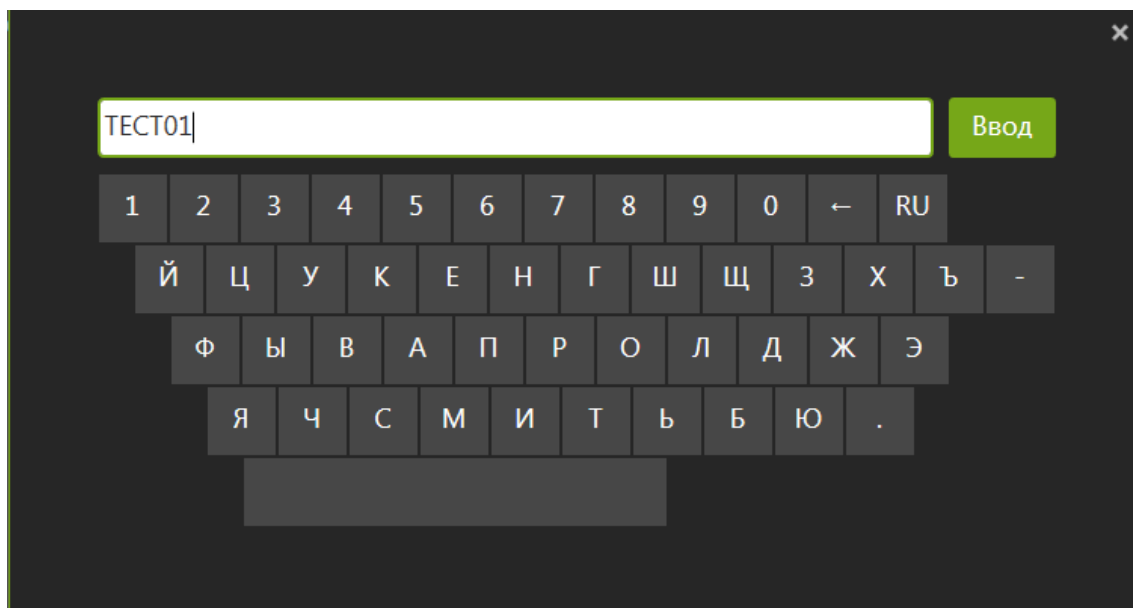 ×
ТЕСТ01 Ввод
1 2 3 4 5 6 7 8 9 0 ← RU
Й Ц У К Е Н Г Ш Щ З Х Ъ -
Ф Ы В А П Р О Л Д Ж Э
Я Ч С М И Т Ь Б Ю .